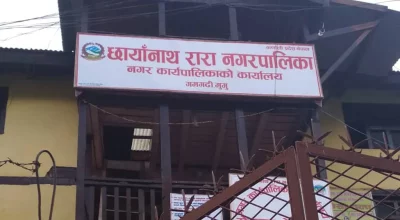 छायाँनाथ रारा नगरपालिका
नगर कार्यपालिकाको कार्यालय
गमगढी मुगु